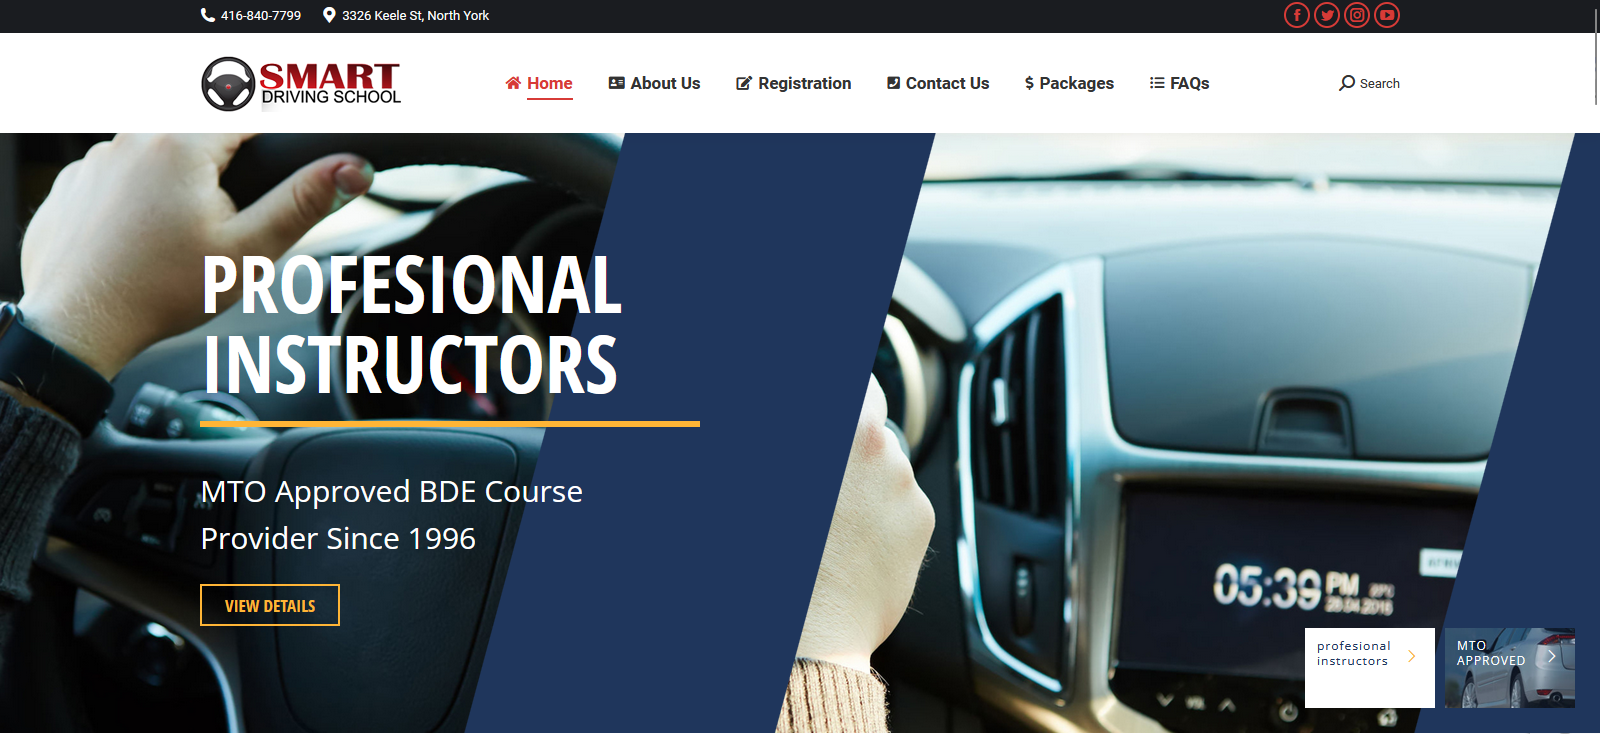 416-840-7799 3326 Keele St, North York
SMART
DRIVING SCHOOL
Home About Us Registration Contact Us $ Packages FAQs Search
PROFESIONAL
INSTRUCTORS
MTO Approved BDE Course
Provider Since 1996
VIEW DETAILS
05:39 PM
28.04.2016
profesional
instructors
MTO
APPROVED